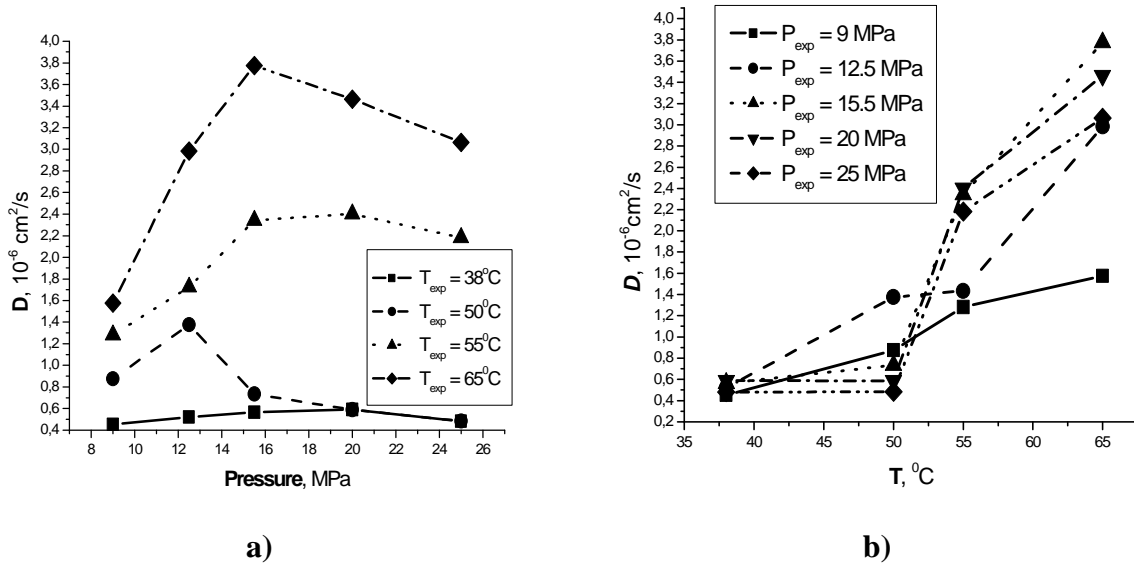 4,0
3,8
3,6
3,4
3,2
3,0
2,8
2,6
2,4
2,2
2,0
1,8
1,6
1,4
1,2
1,0
0,8
0,6
0,4
D, 10⁻⁶ cm²/s
T_exp = 38°C
T_exp = 50⁰C
T_exp = 55⁰C
T_exp = 65⁰C
8 10 12 14 16 18 20 22 24 26
Pressure, MPa
a)
4,0
3,8
3,6
3,4
3,2
3,0
2,8
2,6
2,4
2,2
2,0
1,8
1,6
1,4
1,2
1,0
0,8
0,6
0,4
0,2
D, 10⁻⁶cm²/s
P_exp = 9 MPa
P_exp = 12.5 MPa
P_exp = 15.5 MPa
P_exp = 20 MPa
P_exp = 25 MPa
35 40 45 50 55 60 65
T, ⁰C
b)